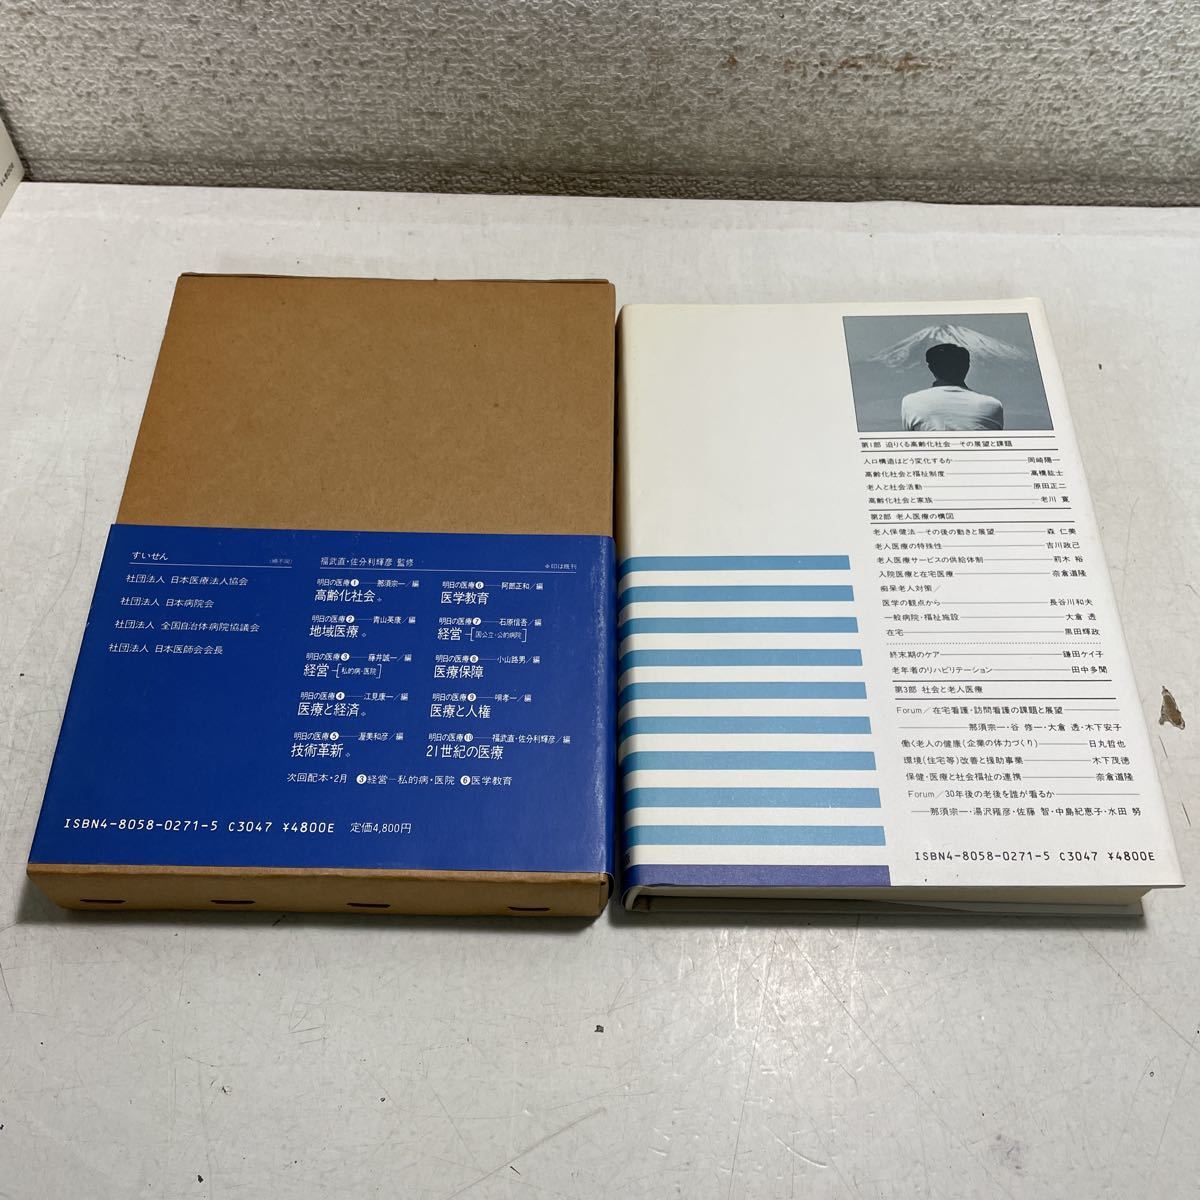 ¥4800E
すいせん
(順不同)
社団法人 日本医療法人協会
社団法人 日本病院会
社団法人 全国自治体病院協議会
社団法人 日本医師会会長
福武直・佐分利輝彦 監修
※印は既刊
明日の医療❶――那須宗一/編
高齢化社会※
明日の医療❷――青山英康/編
地域医療※
明日の医療❸――藤井誠一/編
経営―[私的病・医院]
明日の医療❹――江見康一/編
医療と経済※
明日の医療❺――渥美和彦/編
技術革新※
明日の医療❻――阿部正和/編
医学教育
明日の医療❼――石原信吾/編
経営―[国公立・公的病院]
明日の医療❽――小山路男/編
医療保障
明日の医療❾――唄孝一/編
医療と人権
明日の医療❿――福武直・佐分利輝彦/編
21世紀の医療
次回配本・2月 ❸経営―私的病・医院 ❻医学教育
ISBN4-8058-0271-5 C3047 ¥4800E 定価4,800円
第1部 迫りくる高齢化社会―その展望と課題
人口構造はどう変化するか――岡崎陽一
高齢化社会と福祉制度――高橋紘士
老人と社会活動――原田正二
高齢化社会と家族――老川 寛
第2部 老人医療の構図
老人保健法―その後の動きと展望――森 仁美
老人医療の特殊性――吉川政己
老人医療サービスの供給体制――前木 裕
入院医療と在宅医療――奈倉道隆
痴呆老人対策/
医学の観点から――長谷川和夫
一般病院・福祉施設――大倉 透
在宅――黒田輝政
終末期のケア――鎌田ケイ子
老年者のリハビリテーション――田中多聞
第3部 社会と老人医療
Forum/在宅看護・訪問看護の課題と展望――
――那須宗一・谷 修一・大倉 透・木下安子
働く老人の健康(企業の体力づくり)――日丸哲也
環境(住宅等)改善と援助事業――木下茂徳
保健・医療と社会福祉の連携――奈倉道隆
Forum/30年後の老後を誰が看るか――
――那須宗一・湯沢雍彦・佐藤 智・中島紀恵子・水田 努
ISBN4-8058-0271-5 C3047 ¥4800E